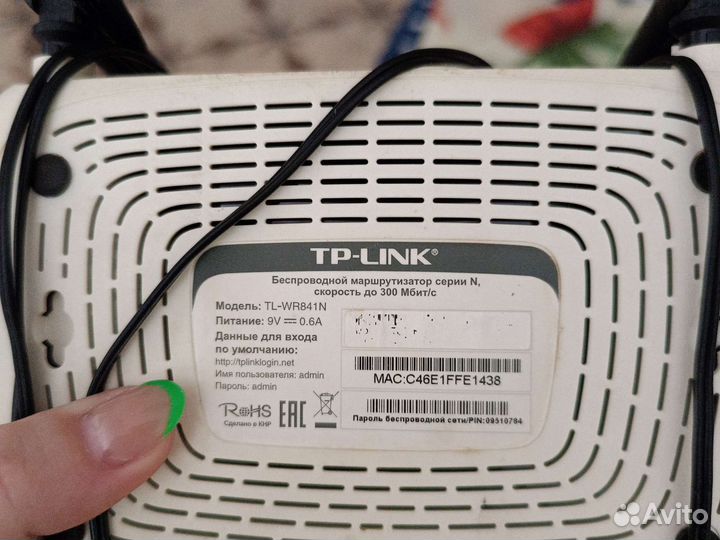 TP-LINK®
Беспроводной маршрутизатор серии N,
скорость до 300 Мбит/с
Модель: TL-WR841N
Питание: 9V 0.6A
Данные для входа
по умолчанию:
http://tplinklogin.net
Имя пользователя: admin
Пароль: admin
RoHS
Сделано в КНР
EAC
MAC:C46E1FFE1438
Пароль беспроводной сети/PIN:09510784
Avito